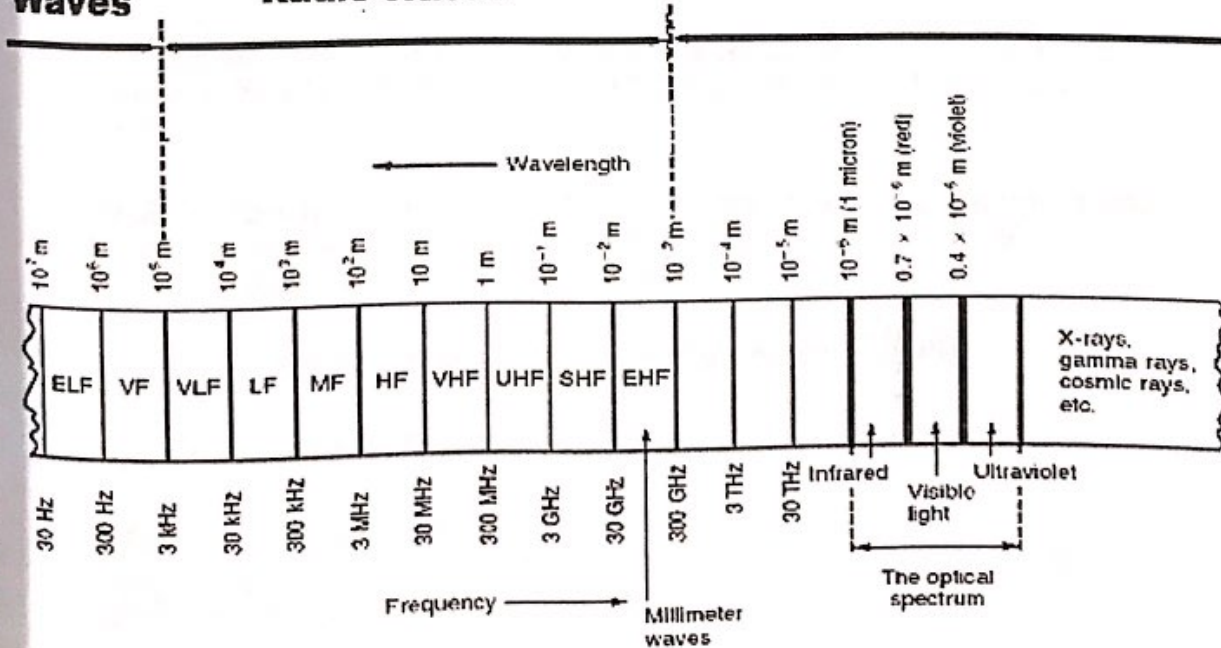 Waves
Wavelength
10⁷ m
10⁶ m
10⁵ m
10⁴ m
10³ m
10² m
10 m
1 m
10⁻¹ m
10⁻² m
10⁻³ m
10⁻⁴ m
10⁻⁵ m
10⁻⁶ m (1 micron)
0.7 × 10⁻⁶ m (red)
0.4 × 10⁻⁶ m (violet)
ELF
VF
VLF
LF
MF
HF
VHF
UHF
SHF
EHF
X-rays,
gamma rays,
cosmic rays,
etc.
30 Hz
300 Hz
3 kHz
30 kHz
300 kHz
3 MHz
30 MHz
300 MHz
3 GHz
30 GHz
300 GHz
3 THz
30 THz
Infrared
Visible
light
Ultraviolet
The optical
spectrum
Frequency
Millimeter
waves